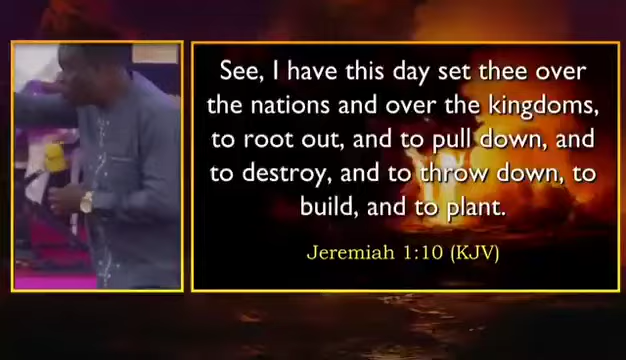 See, I have this day set thee over
the nations and over the kingdoms,
to root out, and to pull down, and
to destroy, and to throw down, to
build, and to plant.
Jeremiah 1:10 (KJV)